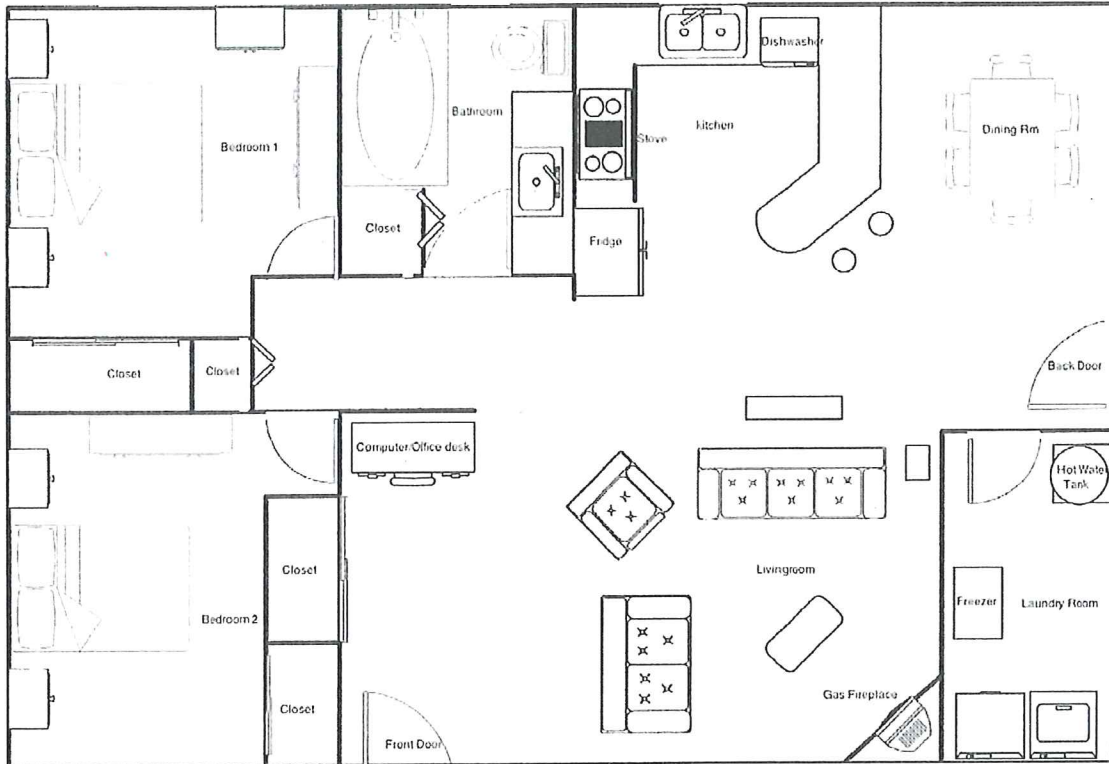 Dishwasher
Bathroom
kitchen
Dining Rm
Stove
Bedroom 1
Closet
Fridge
Back Door
Closet
Closet
Computer/Office desk
Hot Water
Tank
Closet
Livingroom
Freezer
Laundry Room
Bedroom 2
Gas Fireplace
Closet
Front Door